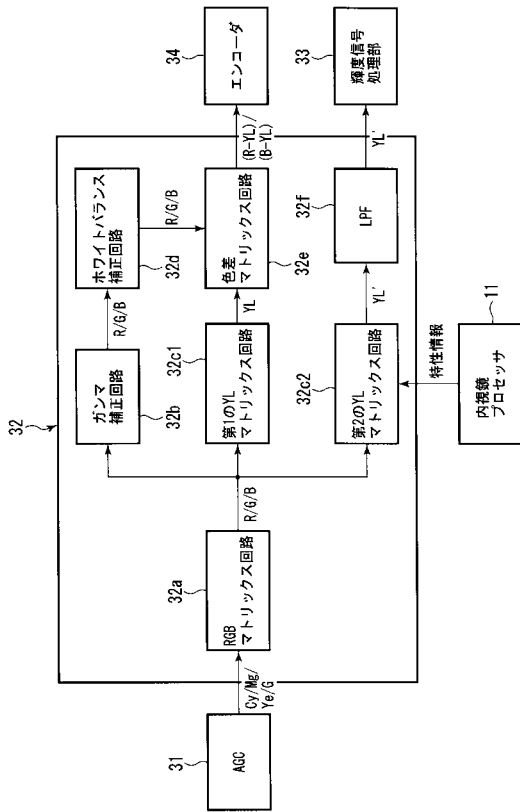 32
31
AGC
Cy/Mg/
Ye/G
32a
RGB
マトリックス回路
R/G/B
ガンマ
補正回路
32b
R/G/B
ホワイトバランス
補正回路
32d
R/G/B
第1のYL
マトリックス回路
32c1
YL
色差
マトリックス回路
32e
(R-YL)/
(B-YL)
34
エンコーダ
第2のYL
マトリックス回路
32c2
YL'
LPF
32f
YL'
33
輝度信号
処理部
特性情報
11
内視鏡
プロセッサ